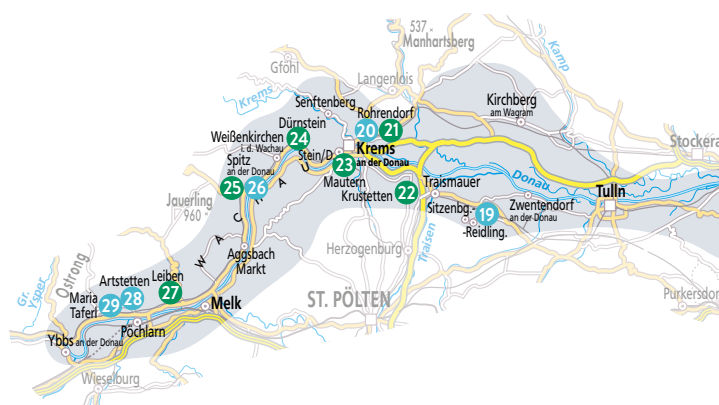 537
Manhartsberg
Kamp
Gföhl
Langenlois
Krems
Senftenberg
Rohrendorf
Kirchberg
am Wagram
Dürnstein
20
21
Weißenkirchen
i. d. Wachau
24
Stein/D.
Krems
an der Donau
Stockera
Spitz
an der Donau
23
Mautern
Donau
25
26
Krustetten
22
Traismauer
Tulln
Jauerling
960
WACHAU
Sitzenbg.-
-Reidling.
19
Zwentendorf
an der Donau
Traisen
Herzogenburg
Aggsbach
Markt
Gr.
Ysper
Ostrong
Artstetten
Leiben
Maria
Taferl
29
28
27
Melk
ST. PÖLTEN
Purkersdor
Pöchlarn
Ybbs an der Donau
Wieselburg